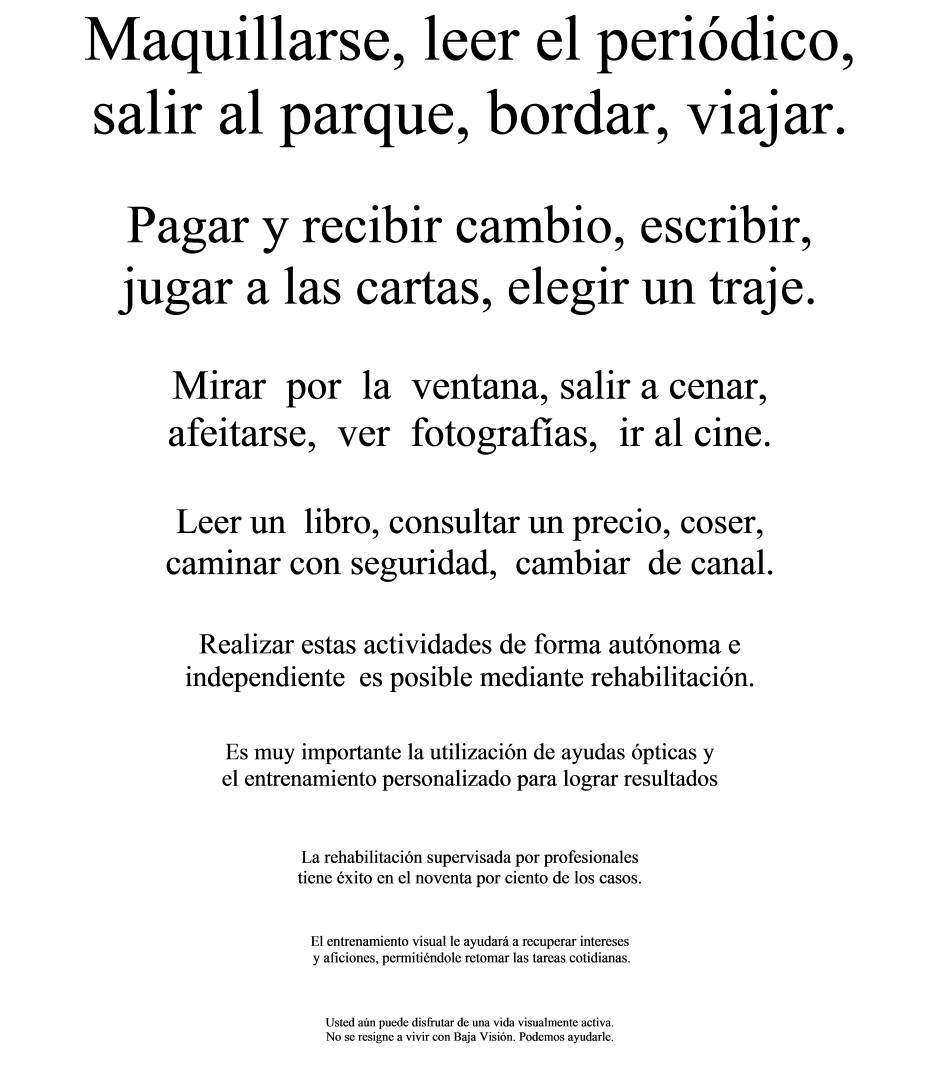 Maquillarse, leer el periódico,
salir al parque, bordar, viajar.
Pagar y recibir cambio, escribir,
jugar a las cartas, elegir un traje.
Mirar por la ventana, salir a cenar,
afeitarse, ver fotografías, ir al cine.
Leer un libro, consultar un precio, coser,
caminar con seguridad, cambiar de canal.
Realizar estas actividades de forma autónoma e
independiente es posible mediante rehabilitación.
Es muy importante la utilización de ayudas ópticas y
el entrenamiento personalizado para lograr resultados
La rehabilitación supervisada por profesionales
tiene éxito en el noventa por ciento de los casos.
El entrenamiento visual le ayudará a recuperar intereses
y aficiones, permitiéndole retomar las tareas cotidianas.
Usted aún puede disfrutar de una vida visualmente activa.
No se resigne a vivir con Baja Visión. Podemos ayudarle.